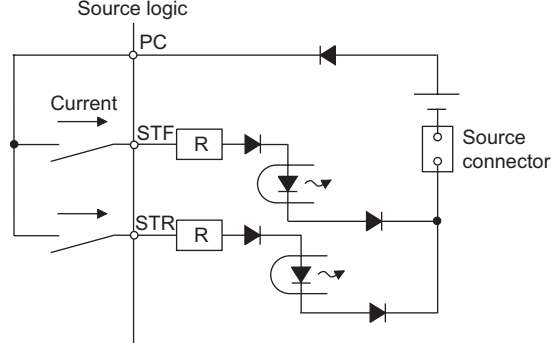 Source logic
PC
Current
STF
R
Source
connector
STR
R